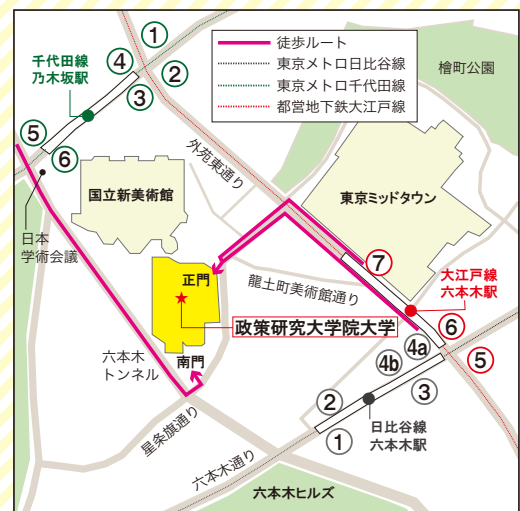 徒歩ルート
東京メトロ日比谷線
東京メトロ千代田線
都営地下鉄大江戸線
千代田線
乃木坂駅
①
②
③
④
⑤
⑥
檜町公園
外苑東通り
国立新美術館
東京ミッドタウン
日本
学術会議
正門
龍土町美術館通り
⑦
大江戸線
六本木駅
政策研究大学院大学
⑥
⑤
4a
4b
六本木
トンネル
南門
③
②
①
日比谷線
六本木駅
星条旗通り
六本木通り
六本木ヒルズ